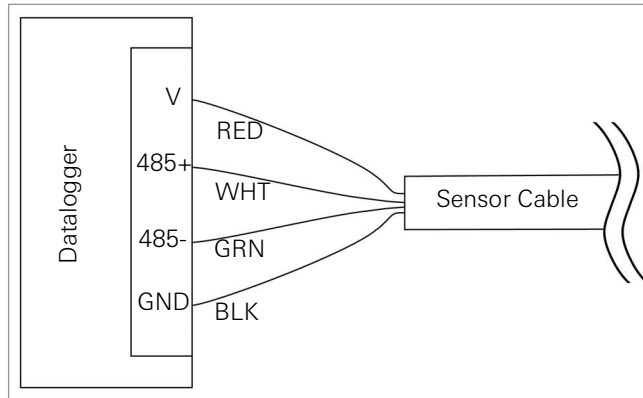 Datalogger
V
RED
485+
WHT
485-
GRN
GND
BLK
Sensor Cable